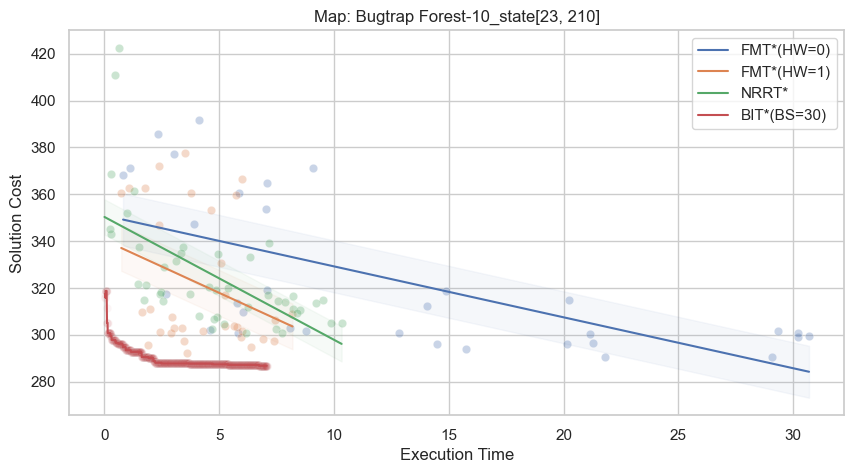 Map: Bugtrap Forest-10_state[23, 210]
FMT*(HW=0)
FMT*(HW=1)
NRRT*
BIT*(BS=30)
Solution Cost
420
400
380
360
340
320
300
280
0 5 10 15 20 25 30
Execution Time